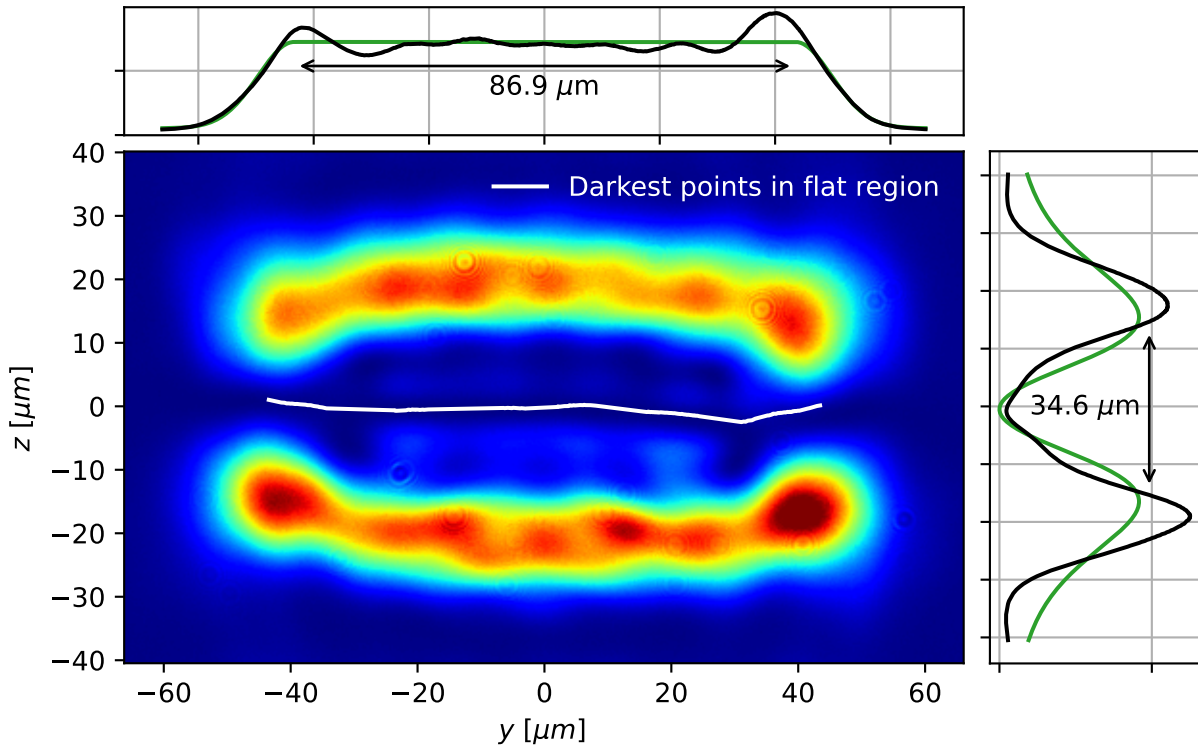 86.9 μm
40
Darkest points in flat region
30
20
10
0
34.6 μm
−10
−20
−30
−40
z [μm]
−60 −40 −20 0 20 40 60
y [μm]